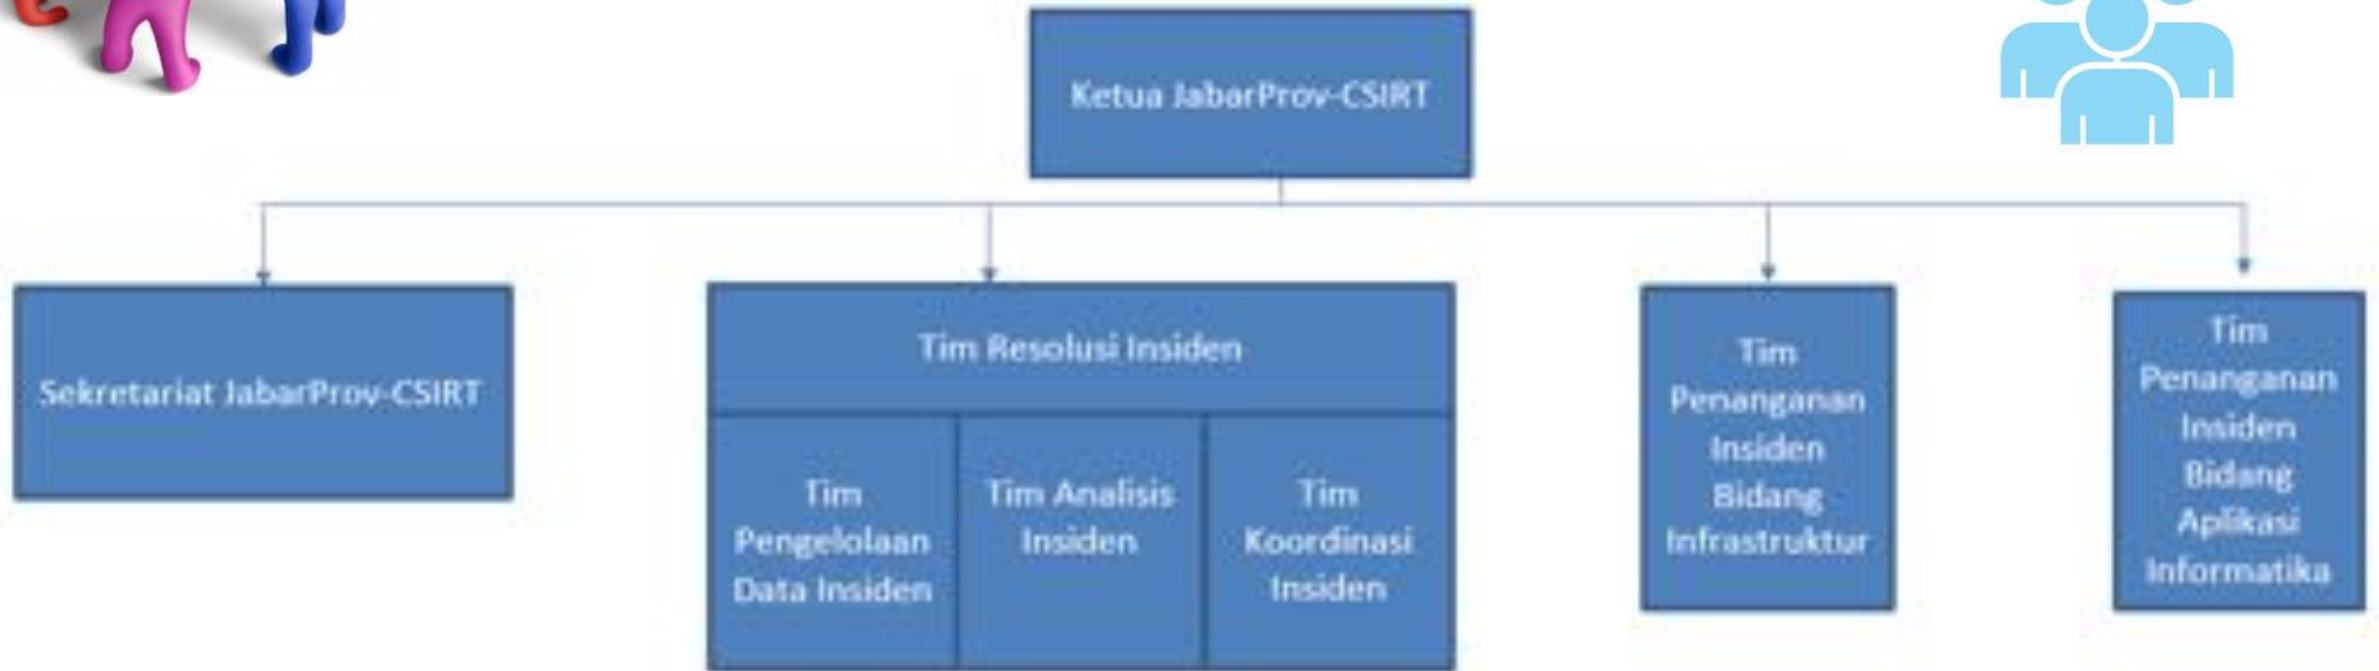 Ketua JabarProv-CSIRT
Sekretariat JabarProv-CSIRT
Tim Resolusi Insiden
Tim
Pengelolaan
Data Insiden
Tim Analisis
Insiden
Tim
Koordinasi
Insiden
Tim
Penanganan
Insiden
Bidang
Infrastruktur
Tim
Penanganan
Insiden
Bidang
Aplikasi
Informatika